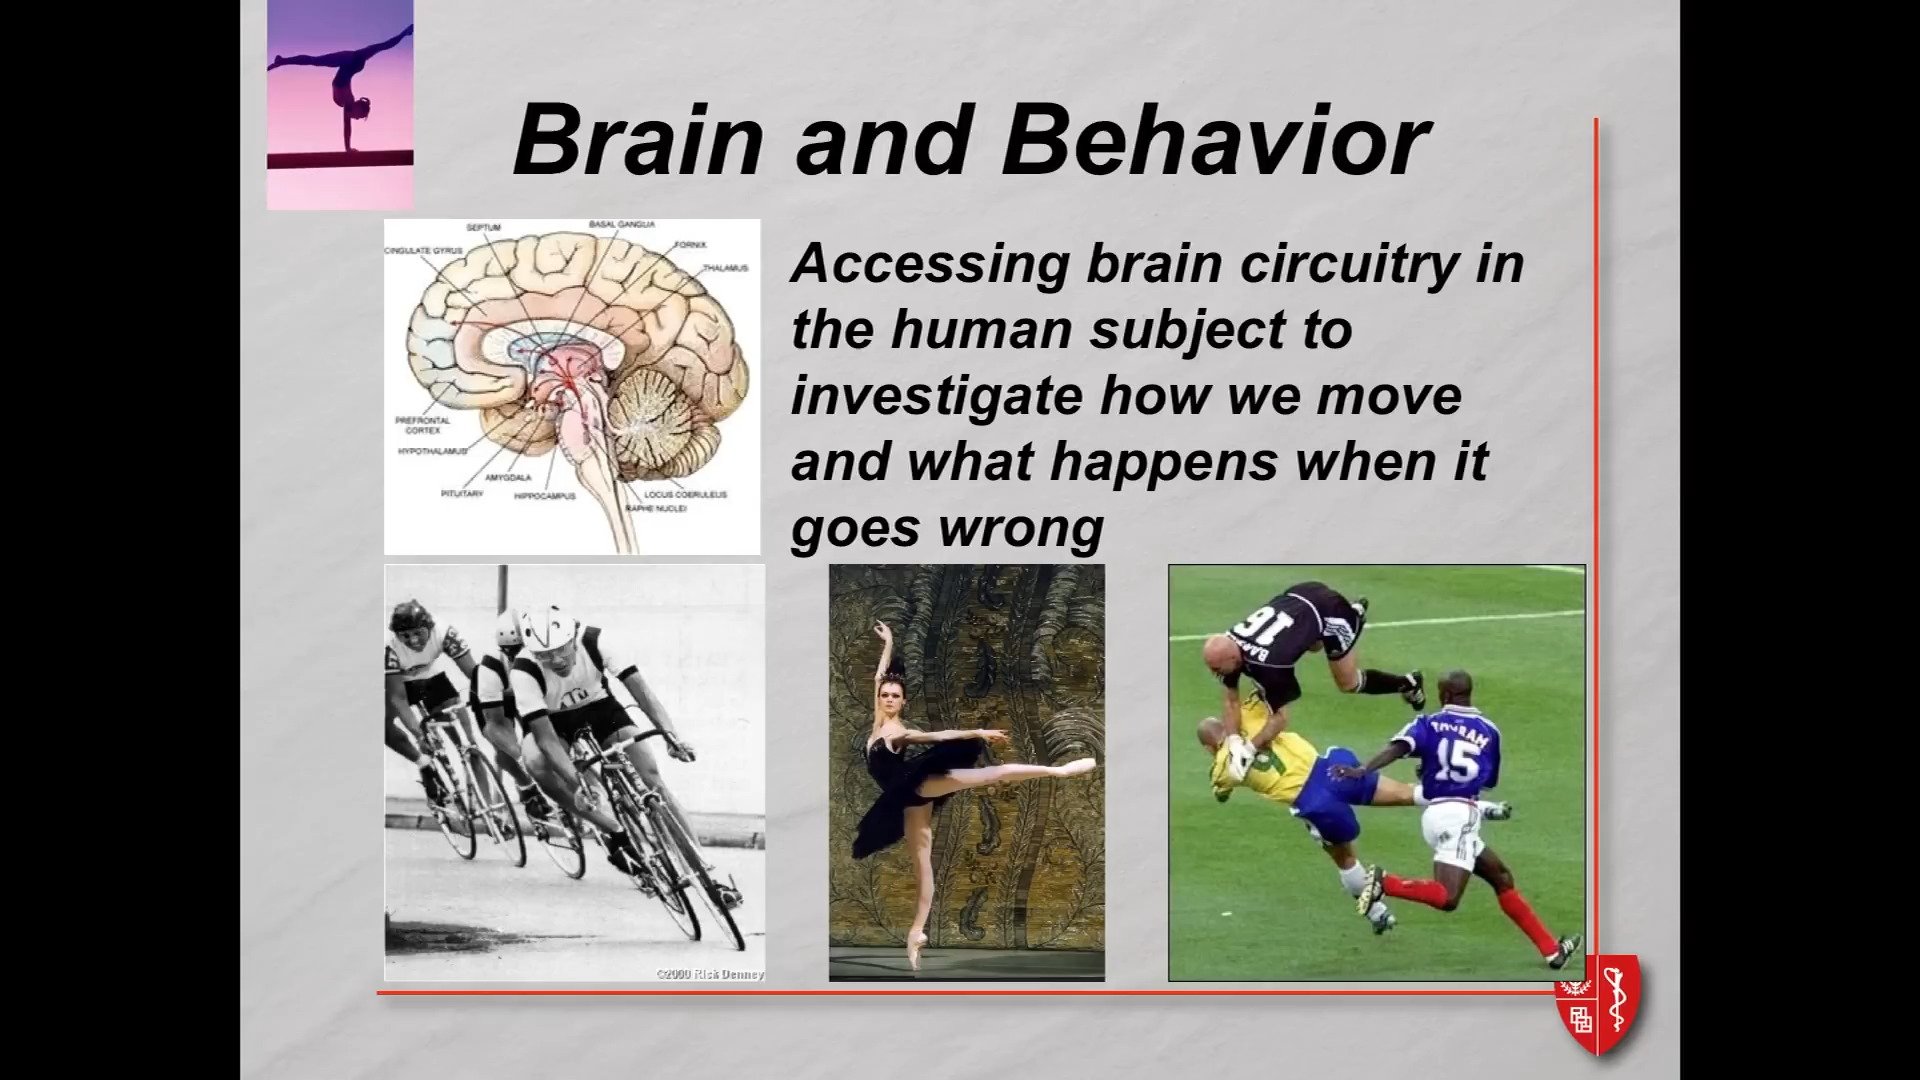 Brain and Behavior
SEPTUM
BASAL GANGLIA
CINGULATE GYRUS
FORNIX
THALAMUS
PREFRONTAL
CORTEX
HYPOTHALAMUS
AMYGDALA
PITUITARY
HIPPOCAMPUS
LOCUS COERULEUS
RAPHE NUCLEI
Accessing brain circuitry in
the human subject to
investigate how we move
and what happens when it
goes wrong
©2000 Rick Denney
16
9
THURAM
15